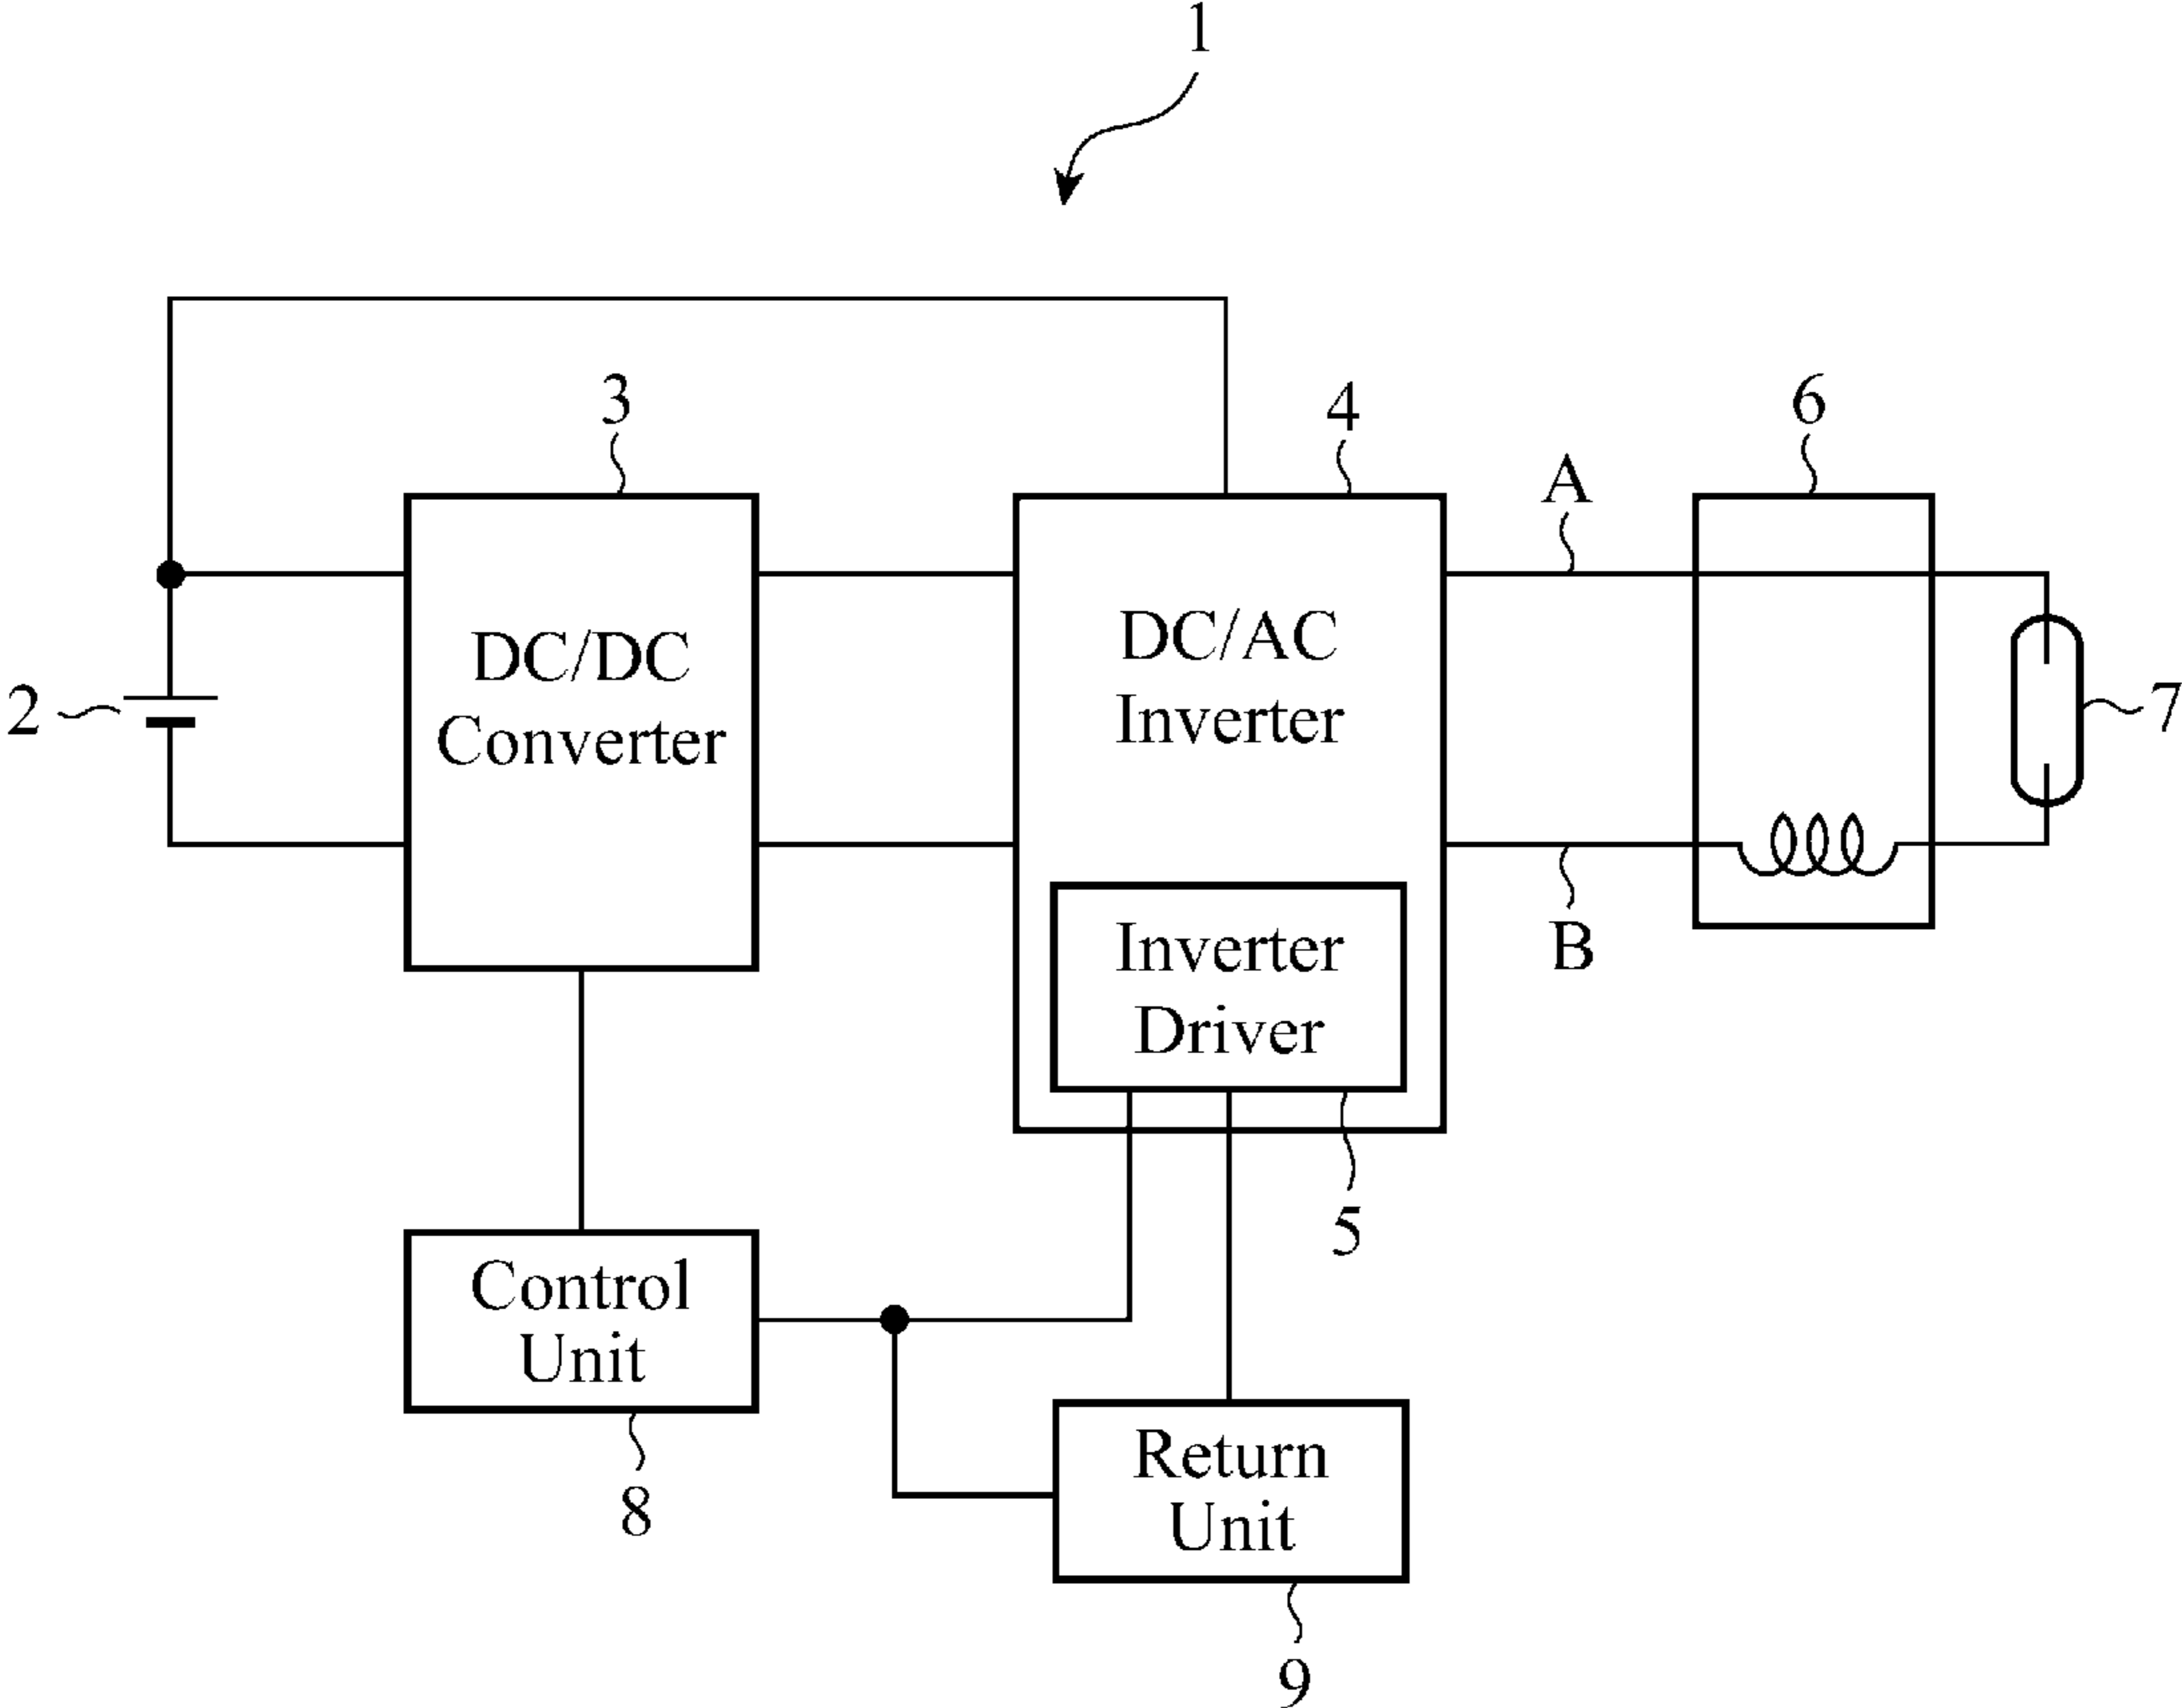 1
3
4
6
A
DC/DC
Converter
DC/AC
Inverter
2
7
B
Inverter
Driver
5
Control
Unit
8
Return
Unit
9